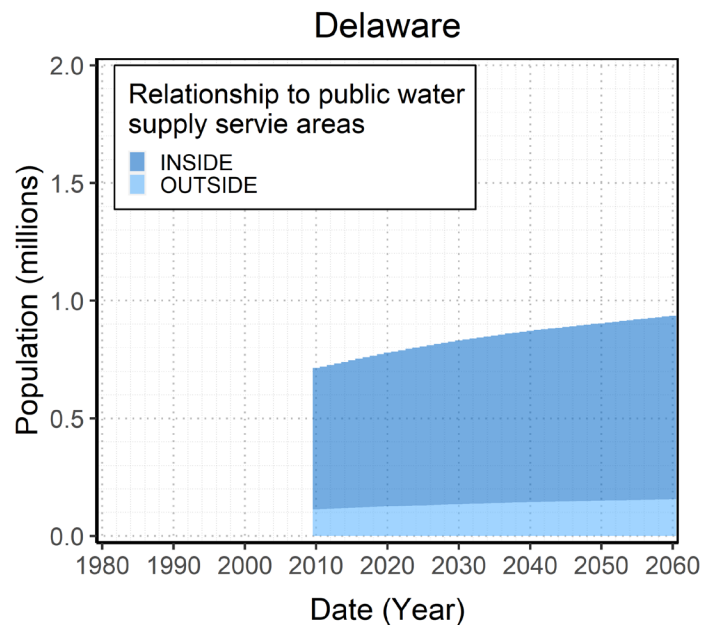 Delaware
2.0
1.5
1.0
0.5
0.0
Population (millions)
Relationship to public water
supply servie areas
INSIDE
OUTSIDE
1980 1990 2000 2010 2020 2030 2040 2050 2060
Date (Year)